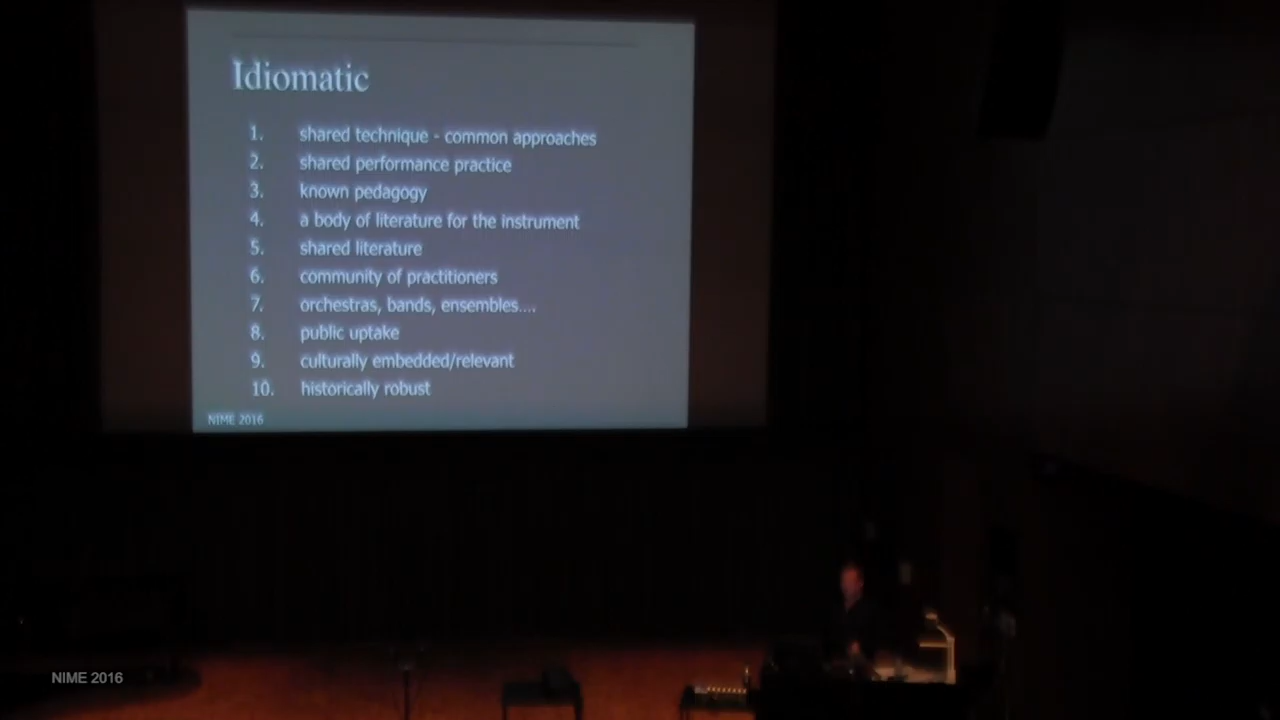 Idiomatic
1. shared technique - common approaches
2. shared performance practice
3. known pedagogy
4. a body of literature for the instrument
5. shared literature
6. community of practitioners
7. orchestras, bands, ensembles....
8. public uptake
9. culturally embedded/relevant
10. historically robust
NIME 2016
NIME 2016